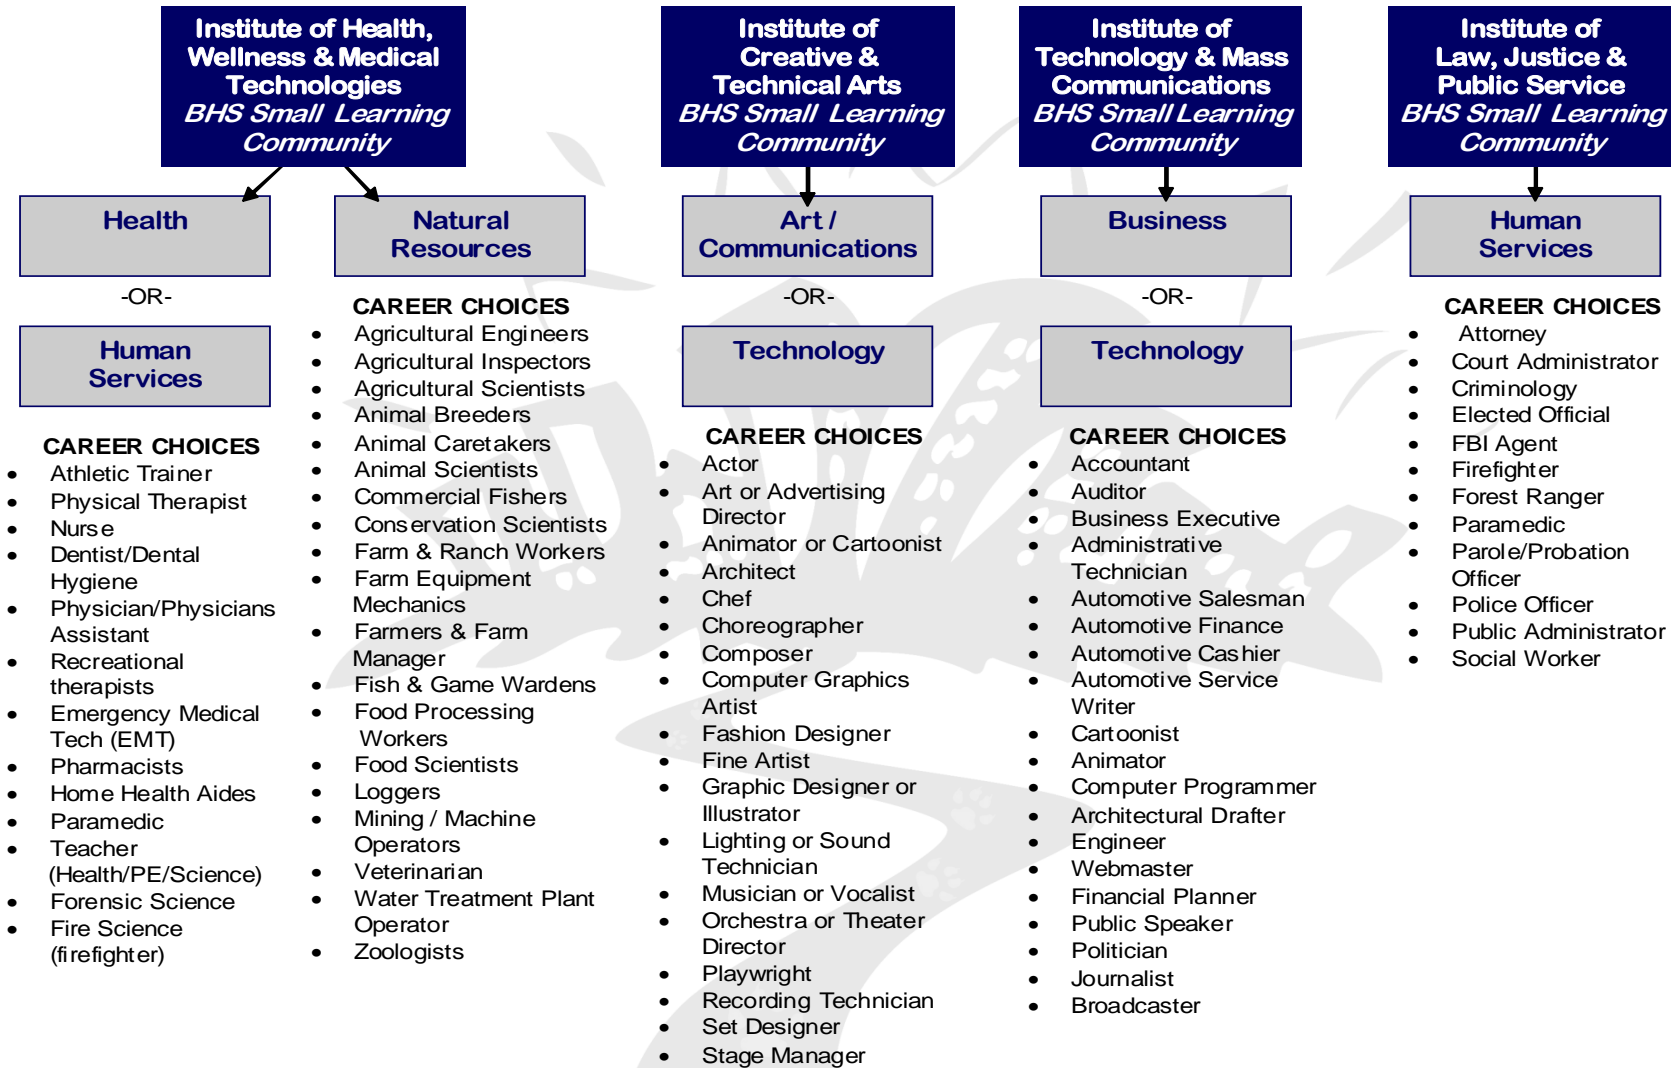 Institute of Health,
Wellness & Medical
Technologies
BHS Small Learning
Community
Health
-OR-
Human
Services
CAREER CHOICES
• Athletic Trainer
• Physical Therapist
• Nurse
• Dentist/Dental
Hygiene
• Physician/Physicians
Assistant
• Recreational
therapists
• Emergency Medical
Tech (EMT)
• Pharmacists
• Home Health Aides
• Paramedic
• Teacher
(Health/PE/Science)
• Forensic Science
• Fire Science
(firefighter)
Natural
Resources
CAREER CHOICES
• Agricultural Engineers
• Agricultural Inspectors
• Agricultural Scientists
• Animal Breeders
• Animal Caretakers
• Animal Scientists
• Commercial Fishers
• Conservation Scientists
• Farm & Ranch Workers
• Farm Equipment
Mechanics
• Farmers & Farm
Manager
• Fish & Game Wardens
• Food Processing
Workers
• Food Scientists
• Loggers
• Mining / Machine
Operators
• Veterinarian
• Water Treatment Plant
Operator
• Zoologists
Institute of
Creative &
Technical Arts
BHS Small Learning
Community
Art /
Communications
-OR-
Technology
CAREER CHOICES
• Actor
• Art or Advertising
Director
• Animator or Cartoonist
• Architect
• Chef
• Choreographer
• Composer
• Computer Graphics
Artist
• Fashion Designer
• Fine Artist
• Graphic Designer or
Illustrator
• Lighting or Sound
Technician
• Musician or Vocalist
• Orchestra or Theater
Director
• Playwright
• Recording Technician
• Set Designer
• Stage Manager
Institute of
Technology & Mass
Communications
BHS Small Learning
Community
Business
-OR-
Technology
CAREER CHOICES
• Accountant
• Auditor
• Business Executive
• Administrative
Technician
• Automotive Salesman
• Automotive Finance
• Automotive Cashier
• Automotive Service
Writer
• Cartoonist
• Animator
• Computer Programmer
• Architectural Drafter
• Engineer
• Webmaster
• Financial Planner
• Public Speaker
• Politician
• Journalist
• Broadcaster
Institute of
Law, Justice &
Public Service
BHS Small Learning
Community
Human
Services
CAREER CHOICES
• Attorney
• Court Administrator
• Criminology
• Elected Official
• FBI Agent
• Firefighter
• Forest Ranger
• Paramedic
• Parole/Probation
Officer
• Police Officer
• Public Administrator
• Social Worker